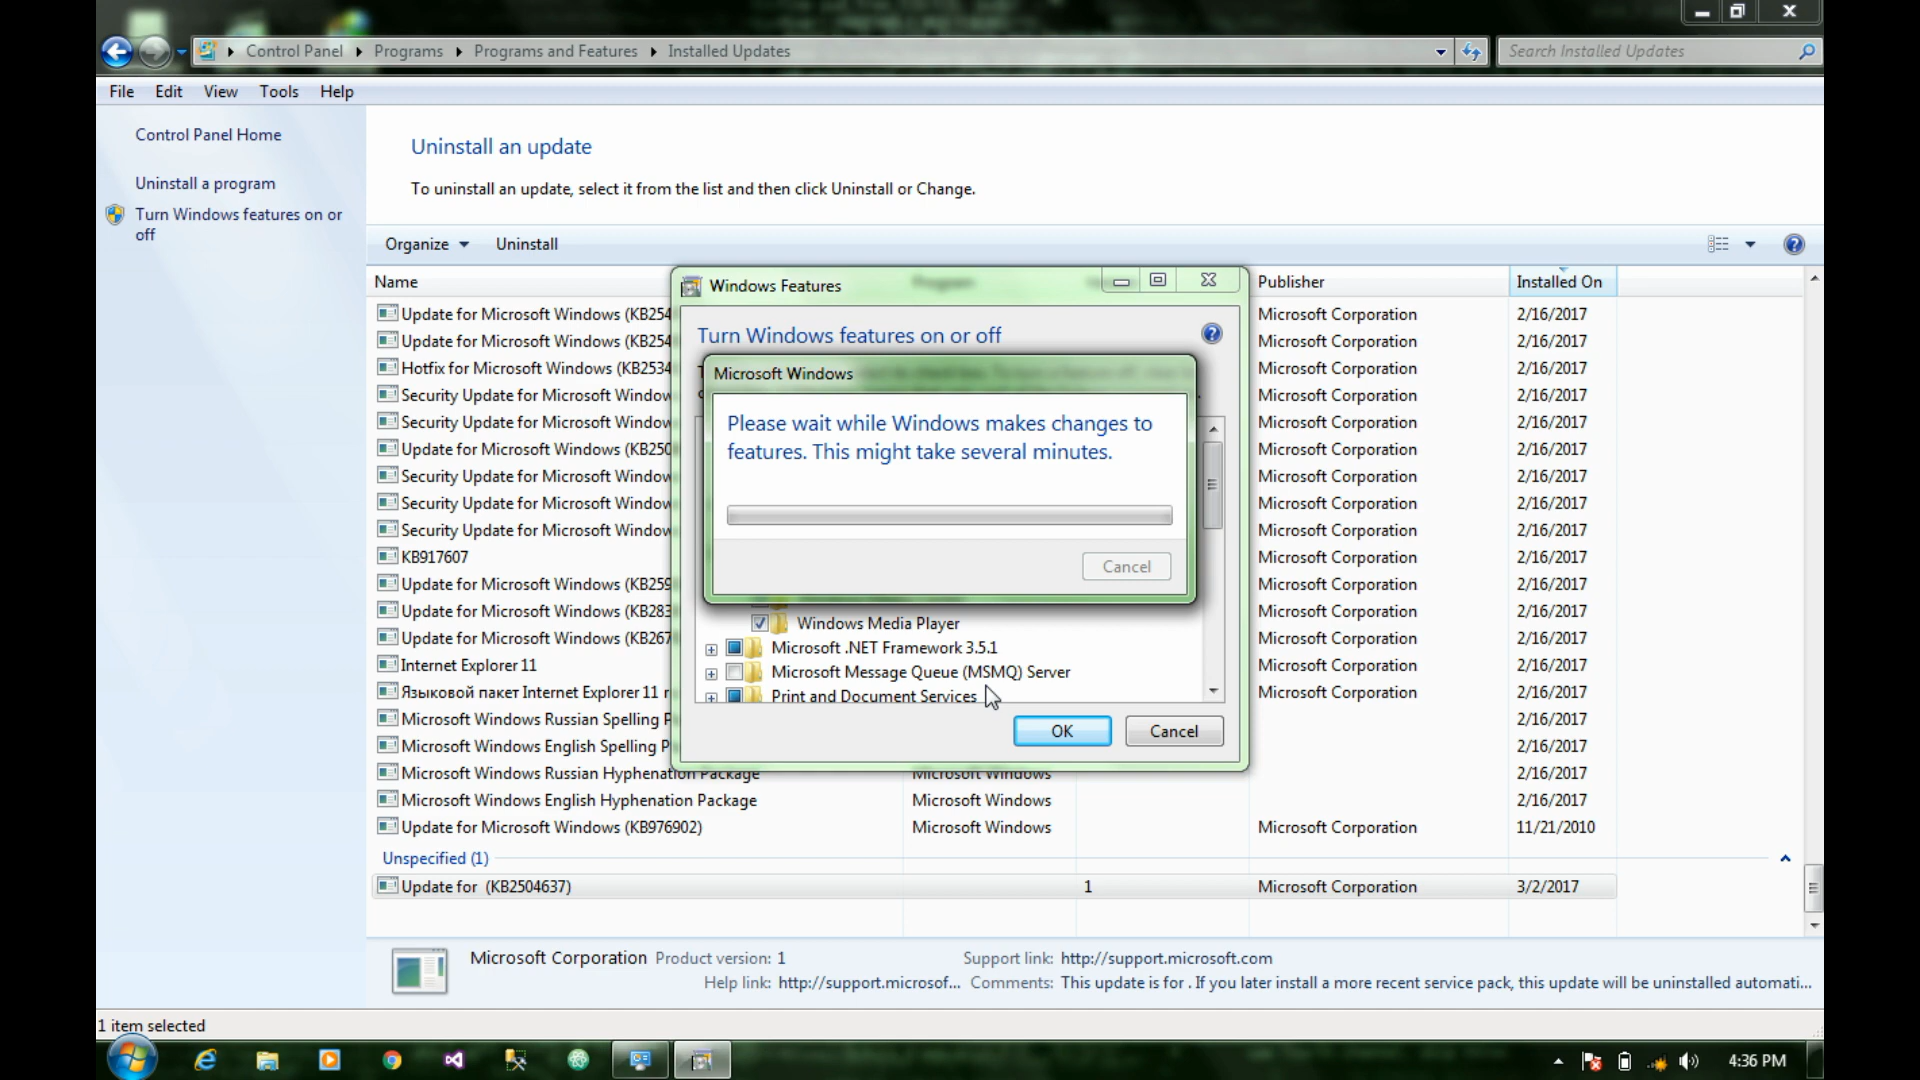 Control Panel Programs Programs and Features Installed Updates
Search Installed Updates
File Edit View Tools Help
Control Panel Home
Uninstall a program
Turn Windows features on or
off
Uninstall an update
To uninstall an update, select it from the list and then click Uninstall or Change.
Organize Uninstall
Name Publisher Installed On
Update for Microsoft Windows (KB254 Microsoft Corporation 2/16/2017
Update for Microsoft Windows (KB254 Microsoft Corporation 2/16/2017
Hotfix for Microsoft Windows (KB2534 Microsoft Corporation 2/16/2017
Security Update for Microsoft Window Microsoft Corporation 2/16/2017
Security Update for Microsoft Window Microsoft Corporation 2/16/2017
Update for Microsoft Windows (KB250 Microsoft Corporation 2/16/2017
Security Update for Microsoft Window Microsoft Corporation 2/16/2017
Security Update for Microsoft Window Microsoft Corporation 2/16/2017
Security Update for Microsoft Window Microsoft Corporation 2/16/2017
KB917607 Microsoft Corporation 2/16/2017
Update for Microsoft Windows (KB259 Microsoft Corporation 2/16/2017
Update for Microsoft Windows (KB283 Microsoft Corporation 2/16/2017
Update for Microsoft Windows (KB267 Microsoft Corporation 2/16/2017
Internet Explorer 11 Microsoft Corporation 2/16/2017
Языковой пакет Internet Explorer 11 Microsoft Corporation 2/16/2017
Microsoft Windows Russian Spelling P 2/16/2017
Microsoft Windows English Spelling P 2/16/2017
Microsoft Windows Russian Hyphenation Package Microsoft Windows 2/16/2017
Microsoft Windows English Hyphenation Package Microsoft Windows 2/16/2017
Update for Microsoft Windows (KB976902) Microsoft Windows Microsoft Corporation 11/21/2010
Unspecified (1)
Update for (KB2504637) 1 Microsoft Corporation 3/2/2017
Windows Features
Turn Windows features on or off
Microsoft Windows
Please wait while Windows makes changes to
features. This might take several minutes.
Cancel
Windows Media Player
Microsoft .NET Framework 3.5.1
Microsoft Message Queue (MSMQ) Server
Print and Document Services
OK Cancel
Microsoft Corporation Product version: 1 Support link: http://support.microsoft.com
Help link: http://support.microsof... Comments: This update is for . If you later install a more recent service pack, this update will be uninstalled automati...
1 item selected
4:36 PM